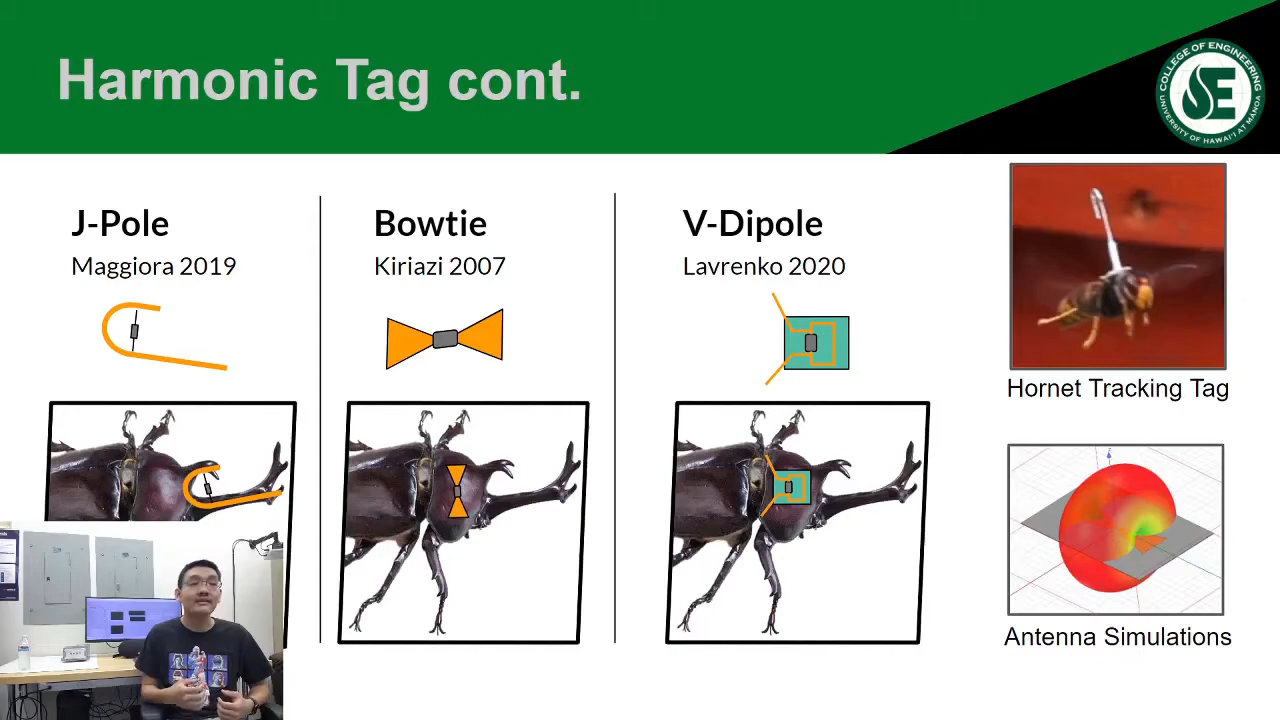 Harmonic Tag cont.
COLLEGE OF ENGINEERING
UNIVERSITY OF HAWAI'I AT MĀNOA
J-Pole
Maggiora 2019
Bowtie
Kiriazi 2007
V-Dipole
Lavrenko 2020
Hornet Tracking Tag
Antenna Simulations